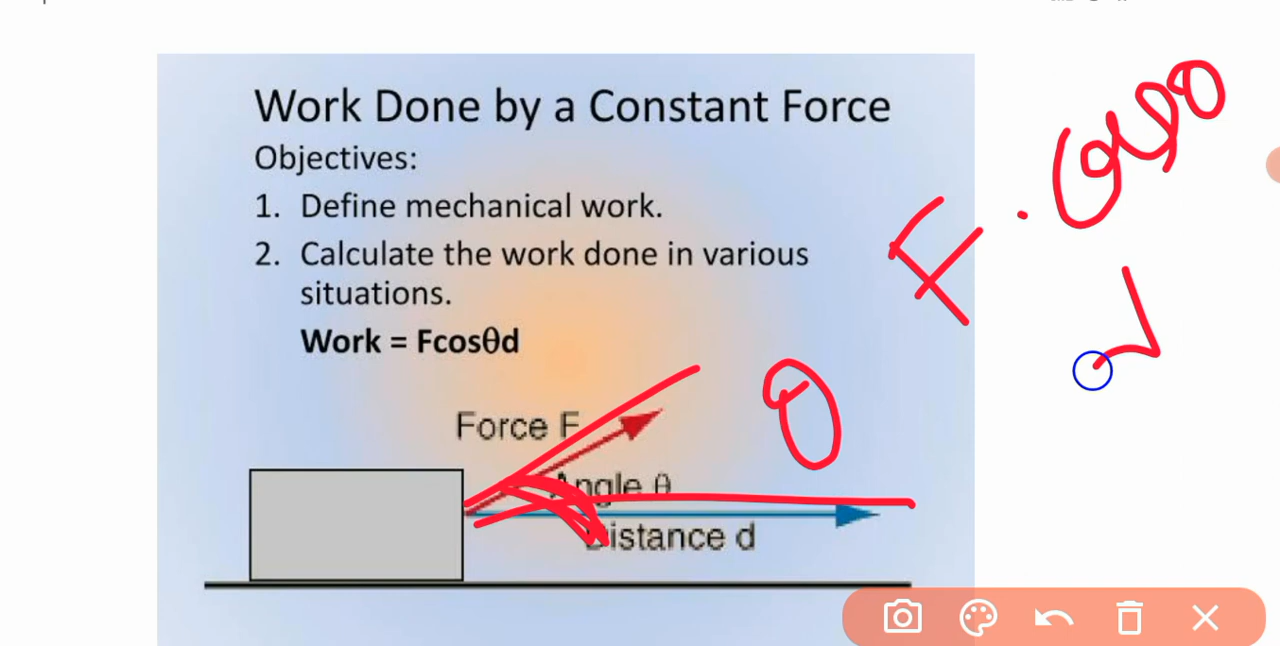 Work Done by a Constant Force
Objectives:
1. Define mechanical work.
2. Calculate the work done in various
situations.
Work = Fcosθd
Force F
Angle θ
Distance d
θ
F . Cosθ